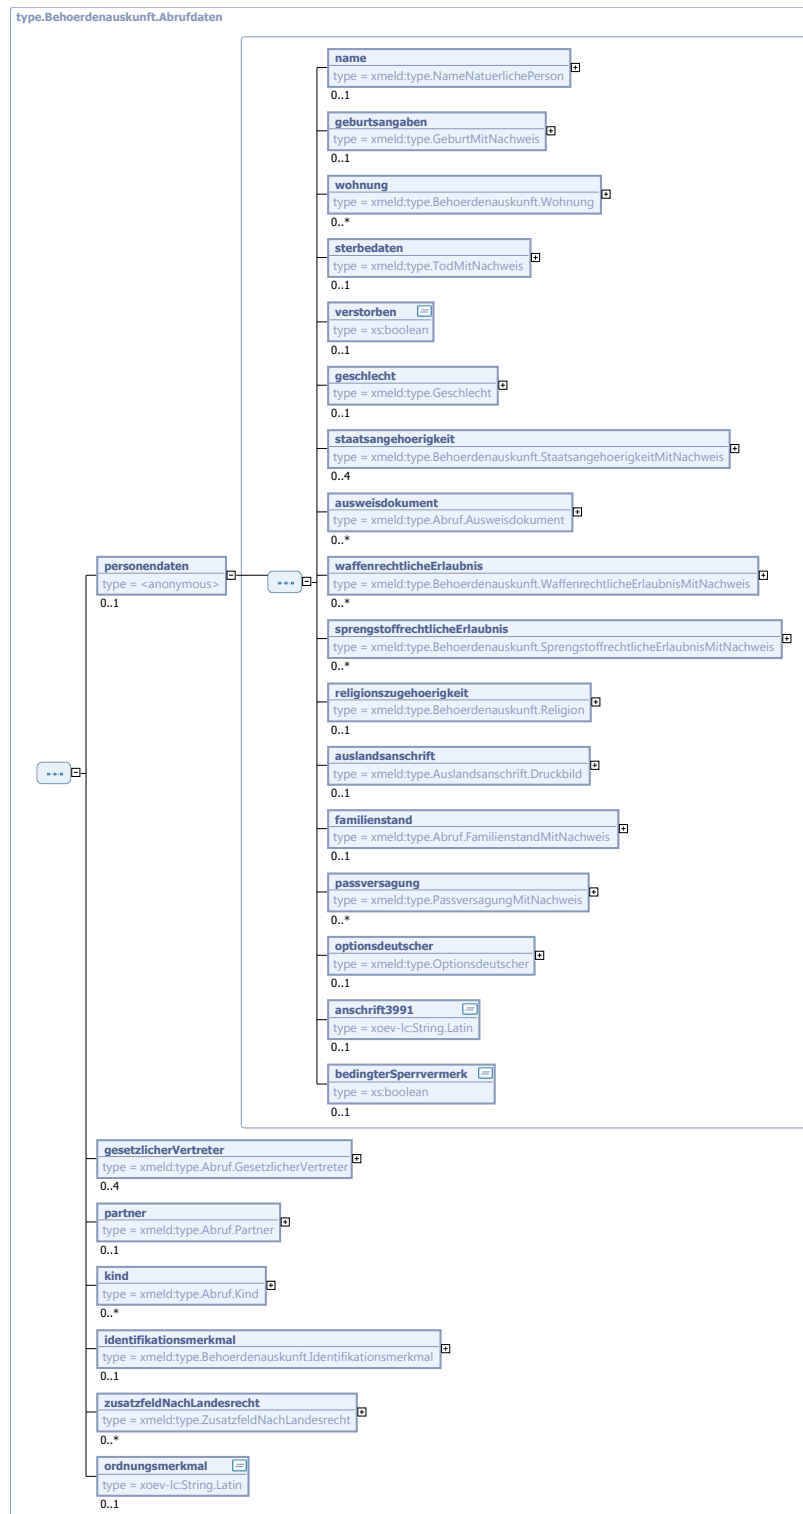 type.Behoerdenauskunft.Abrufdaten
name
type = xmeld:type.NameNatuerlichePerson
0..1
geburtsangaben
type = xmeld:type.GeburtMitNachweis
0..1
wohnung
type = xmeld:type.Behoerdenauskunft.Wohnung
0..*
sterbedaten
type = xmeld:type.TodMitNachweis
0..1
verstorben
type = xs:boolean
0..1
geschlecht
type = xmeld:type.Geschlecht
0..1
staatsangehoerigkeit
type = xmeld:type.Behoerdenauskunft.StaatsangehoerigkeitMitNachweis
0..4
ausweisdokument
type = xmeld:type.Abruf.Ausweisdokument
0..*
personendaten
type = <anonymous>
0..1
waffenrechtlicheErlaubnis
type = xmeld:type.Behoerdenauskunft.WaffenrechtlicheErlaubnisMitNachweis
0..*
sprengstoffrechtlicheErlaubnis
type = xmeld:type.Behoerdenauskunft.SprengstoffrechtlicheErlaubnisMitNachweis
0..*
religionszugehoerigkeit
type = xmeld:type.Behoerdenauskunft.Religion
0..1
auslandsanschrift
type = xmeld:type.Auslandsanschrift.Druckbild
0..1
familienstand
type = xmeld:type.Abruf.FamilienstandMitNachweis
0..1
passversagung
type = xmeld:type.PassversagungMitNachweis
0..*
optionsdeutscher
type = xmeld:type.Optionsdeutscher
0..1
anschrift3991
type = xoev-lc:String.Latin
0..1
bedingterSperrvermerk
type = xs:boolean
0..1
gesetzlicherVertreter
type = xmeld:type.Abruf.GesetzlicherVertreter
0..4
partner
type = xmeld:type.Abruf.Partner
0..1
kind
type = xmeld:type.Abruf.Kind
0..*
identifikationsmerkmal
type = xmeld:type.Behoerdenauskunft.Identifikationsmerkmal
0..1
zusatzfeldNachLandesrecht
type = xmeld:type.ZusatzfeldNachLandesrecht
0..*
ordnungsmerkmal
type = xoev-lc:String.Latin
0..1